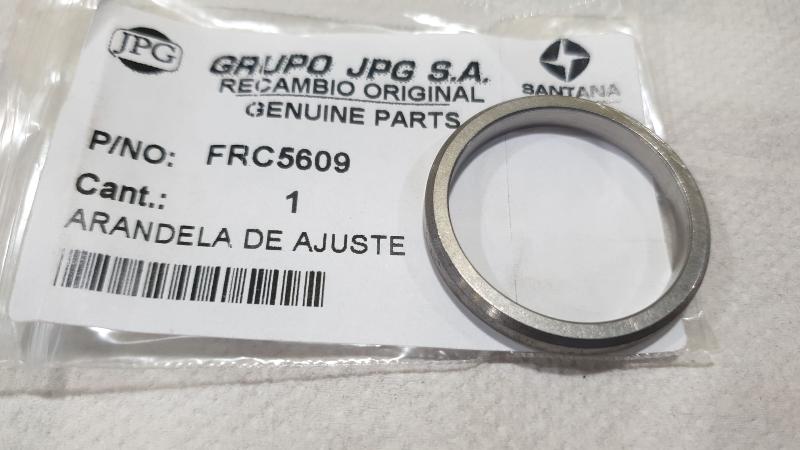 JPG
GRUPO JPG S.A.
RECAMBIO ORIGINAL
GENUINE PARTS
SANTANA
P/NO: FRC5609
Cant.: 1
ARANDELA DE AJUSTE